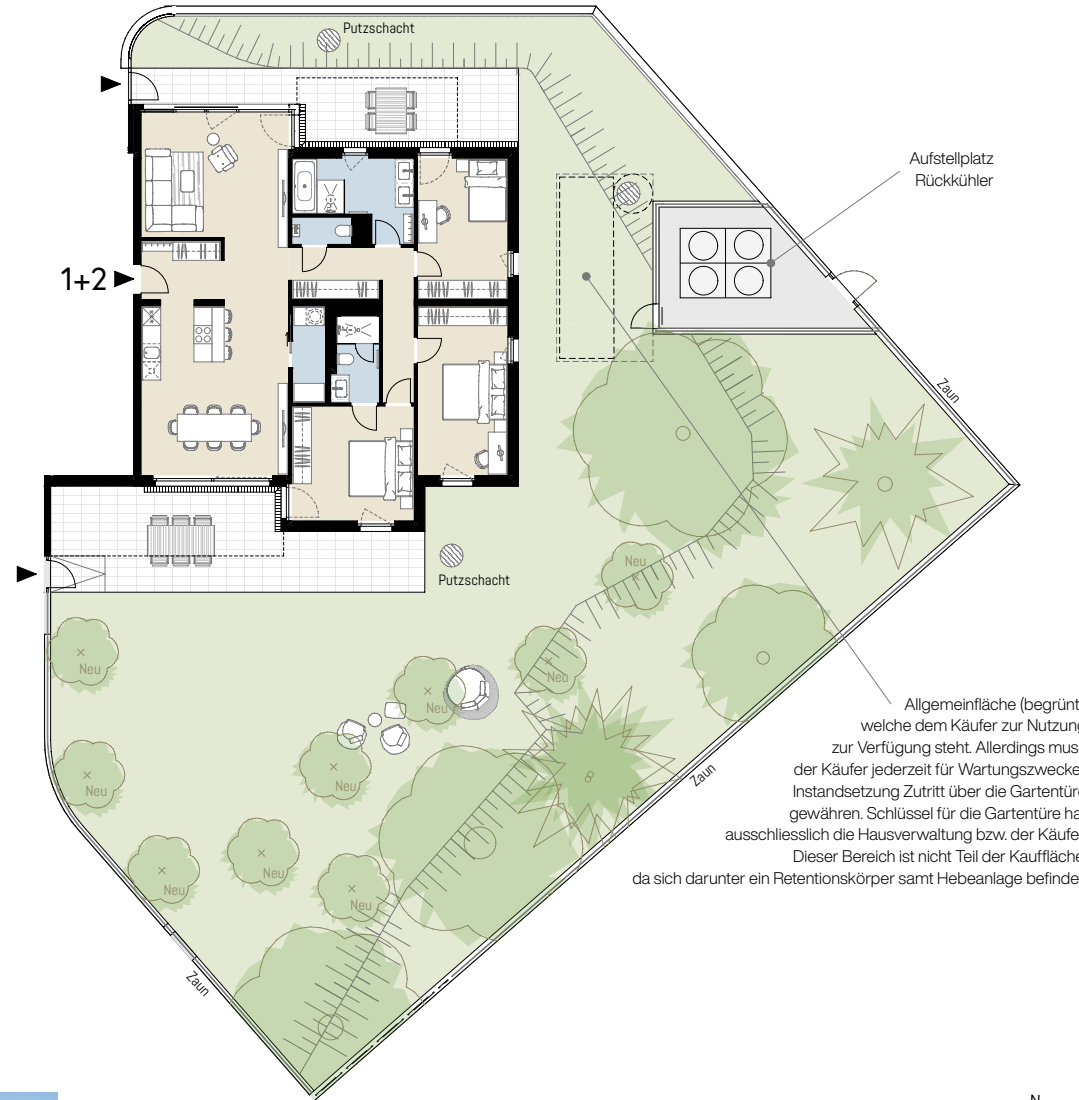 Putzschacht
Aufstellplatz
Rückkühler
1+2
Zaun
Putzschacht
Neu
Neu
Neu
Neu
Neu
Neu
Neu
Neu
Neu
Zaun
Allgemeinfläche (begrünt
welche dem Käufer zur Nutzung
zur Verfügung steht. Allerdings mus
der Käufer jederzeit für Wartungszwecke
Instandsetzung Zutritt über die Gartentüre
gewähren. Schlüssel für die Gartentüre ha
ausschliesslich die Hausverwaltung bzw. der Käufe
Dieser Bereich ist nicht Teil der Kauffläche
da sich darunter ein Retentionskörper samt Hebeanlage befinde
Zaun
N